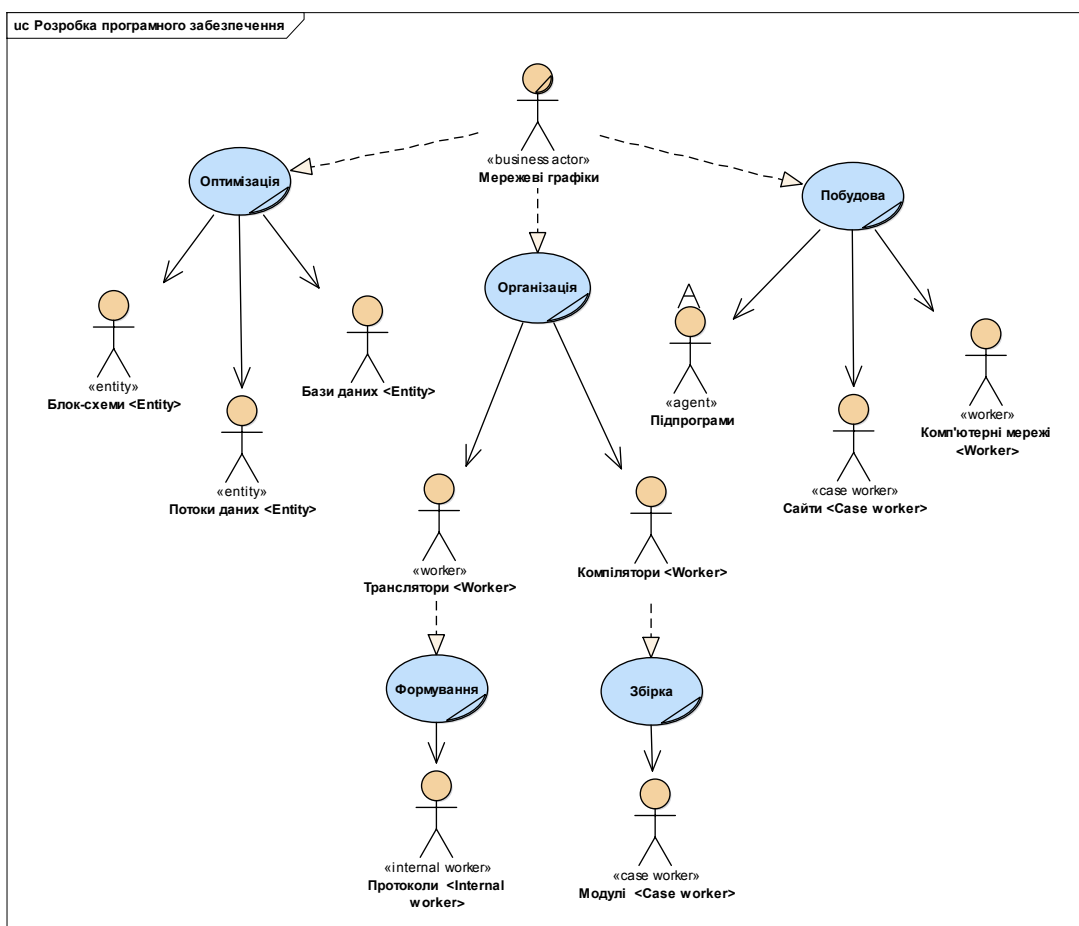 uc Розробка програмного забезпечення
«business actor»
Мережеві графіки
Оптимізація
Побудова
Організація
«entity»
Блок-схеми <Entity>
Бази даних <Entity>
«agent»
Підпрограми
«worker»
Комп'ютерні мережі
<Worker>
«entity»
Потоки даних <Entity>
«case worker»
Сайти <Case worker>
«worker»
Транслятори <Worker>
Компілятори <Worker>
Формування
Збірка
«internal worker»
Протоколи <Internal
worker>
«case worker»
Модулі <Case worker>